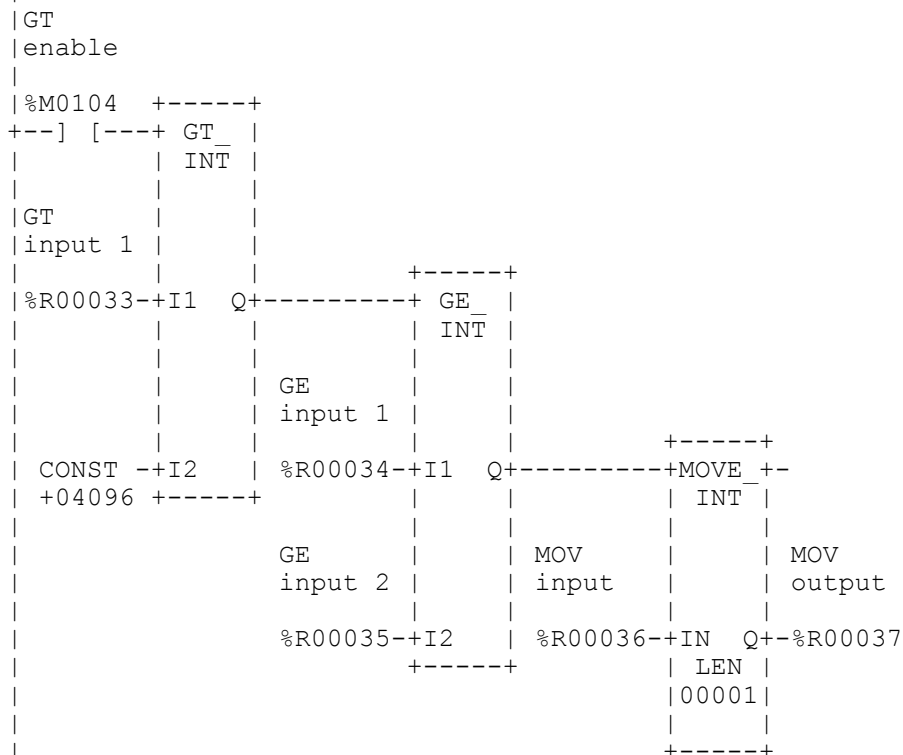 |GT
|enable
|
|%M0104  +-----+
+--] [---+ GT_ |
|        | INT |
|        |     |
|GT      |     |
|input 1 |     |
|        |     |         +-----+
|%R00033-+I1  Q+---------+ GE_ |
|        |     |         | INT |
|        |     |         |     |
|        |     | GE      |     |
|        |     | input 1 |     |
|        |     |         |     |         +-----+
| CONST -+I2   | %R00034-+I1  Q+---------+MOVE_+-
| +04096 +-----+         |     |         | INT |
|                        |     |         |     |
|                GE      |     | MOV     |     | MOV
|                input 2 |     | input   |     | output
|                        |     |         |     |
|                %R00035-+I2   | %R00036-+IN  Q+-%R00037
|                        +-----+         | LEN |
|                                        |00001|
|                                        |     |
|                                        +-----+